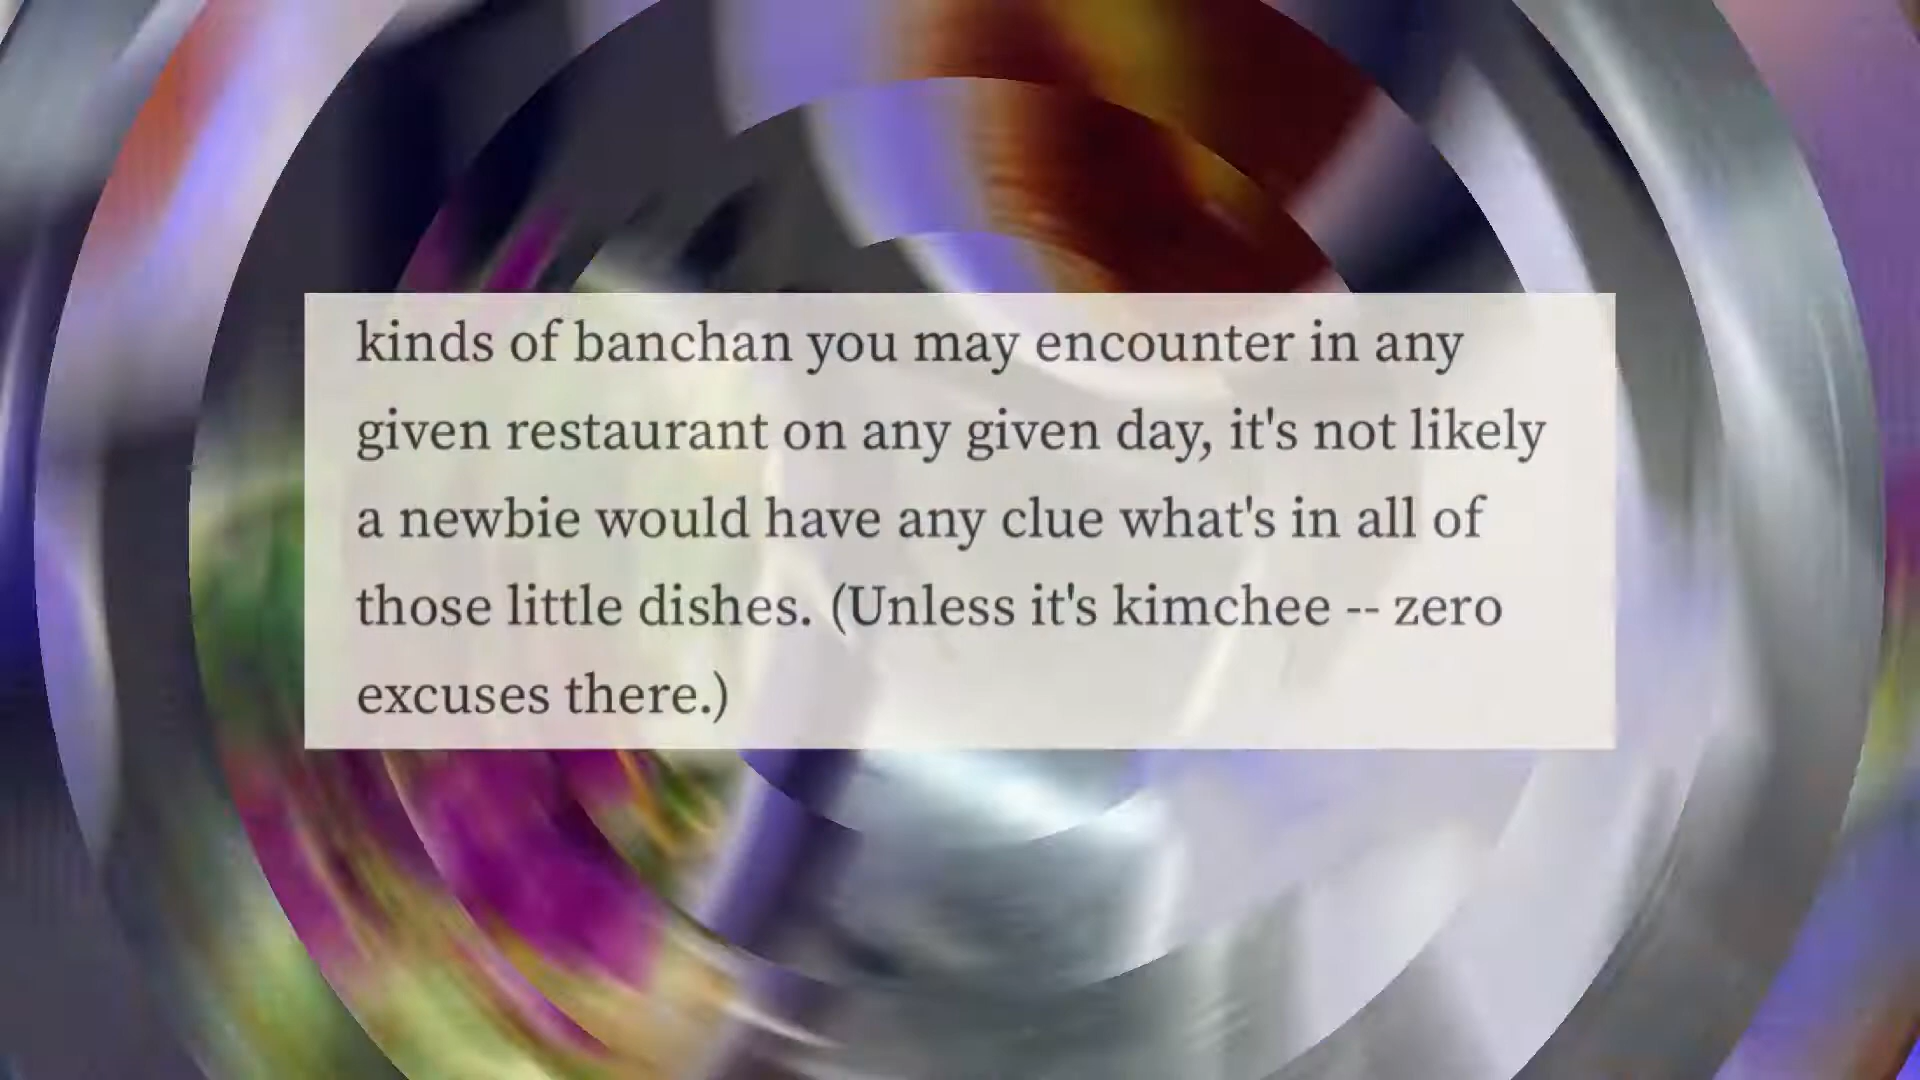 kinds of banchan you may encounter in any
given restaurant on any given day, it's not likely
a newbie would have any clue what's in all of
those little dishes. (Unless it's kimchee -- zero
excuses there.)